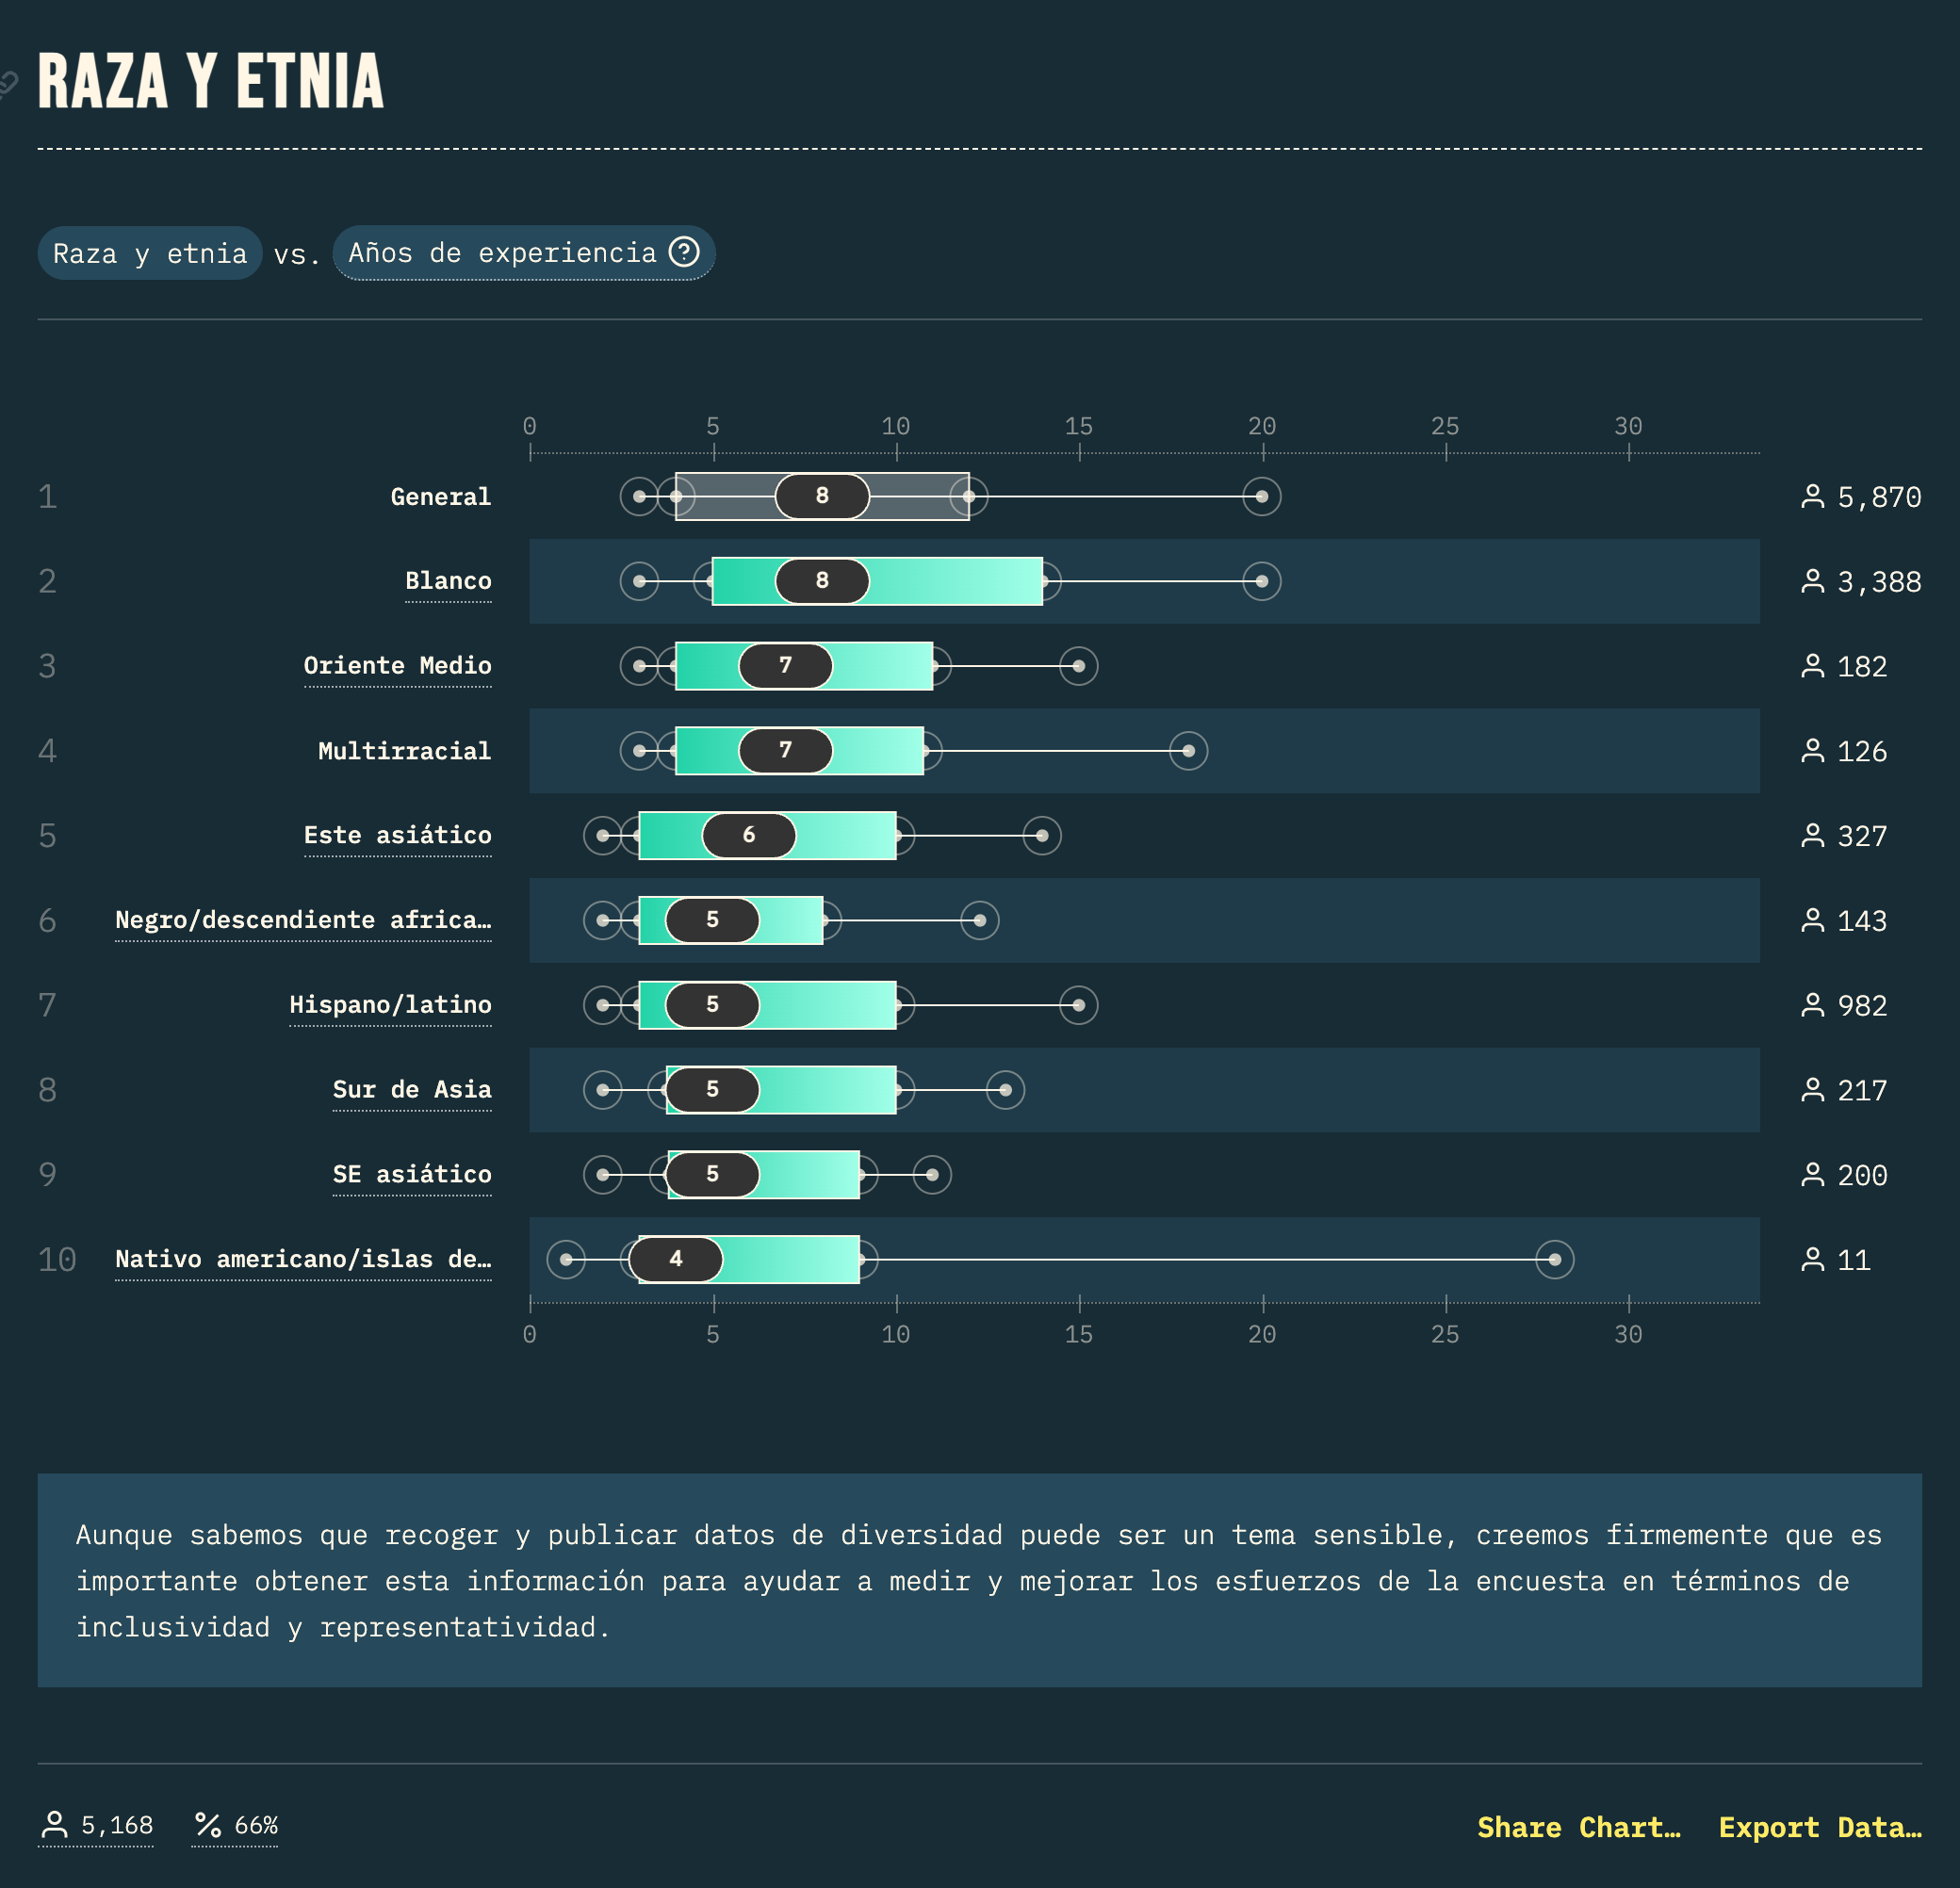 RAZA Y ETNIA
Raza y etnia vs. Años de experiencia ?
0 5 10 15 20 25 30
1 General 8 5,870
2 Blanco 8 3,388
3 Oriente Medio 7 182
4 Multirracial 7 126
5 Este asiático 6 327
6 Negro/descendiente africa… 5 143
7 Hispano/latino 5 982
8 Sur de Asia 5 217
9 SE asiático 5 200
10 Nativo americano/islas de… 4 11
0 5 10 15 20 25 30
Aunque sabemos que recoger y publicar datos de diversidad puede ser un tema sensible, creemos firmemente que es
importante obtener esta información para ayudar a medir y mejorar los esfuerzos de la encuesta en términos de
inclusividad y representatividad.
5,168 % 66% Share Chart… Export Data…